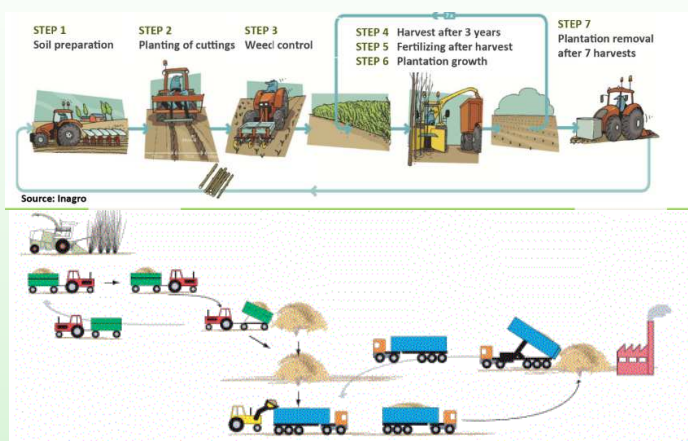 STEP 1
Soil preparation
STEP 2
Planting of cuttings
STEP 3
Weed control
7x
STEP 4 Harvest after 3 years
STEP 5 Fertilizing after harvest
STEP 6 Plantation growth
STEP 7
Plantation removal
after 7 harvests
Source: Inagro